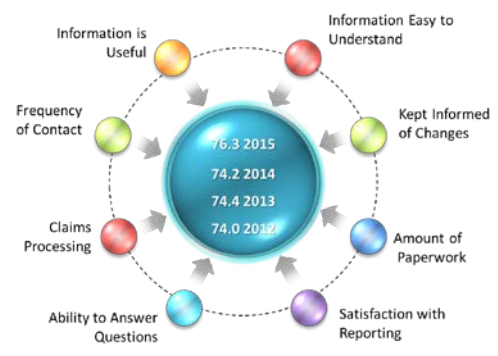 Information is
Useful
Information Easy to
Understand
Frequency
of Contact
Kept Informed
of Changes
76.3 2015
74.2 2014
74.4 2013
74.0 2012
Claims
Processing
Amount of
Paperwork
Ability to Answer
Questions
Satisfaction with
Reporting